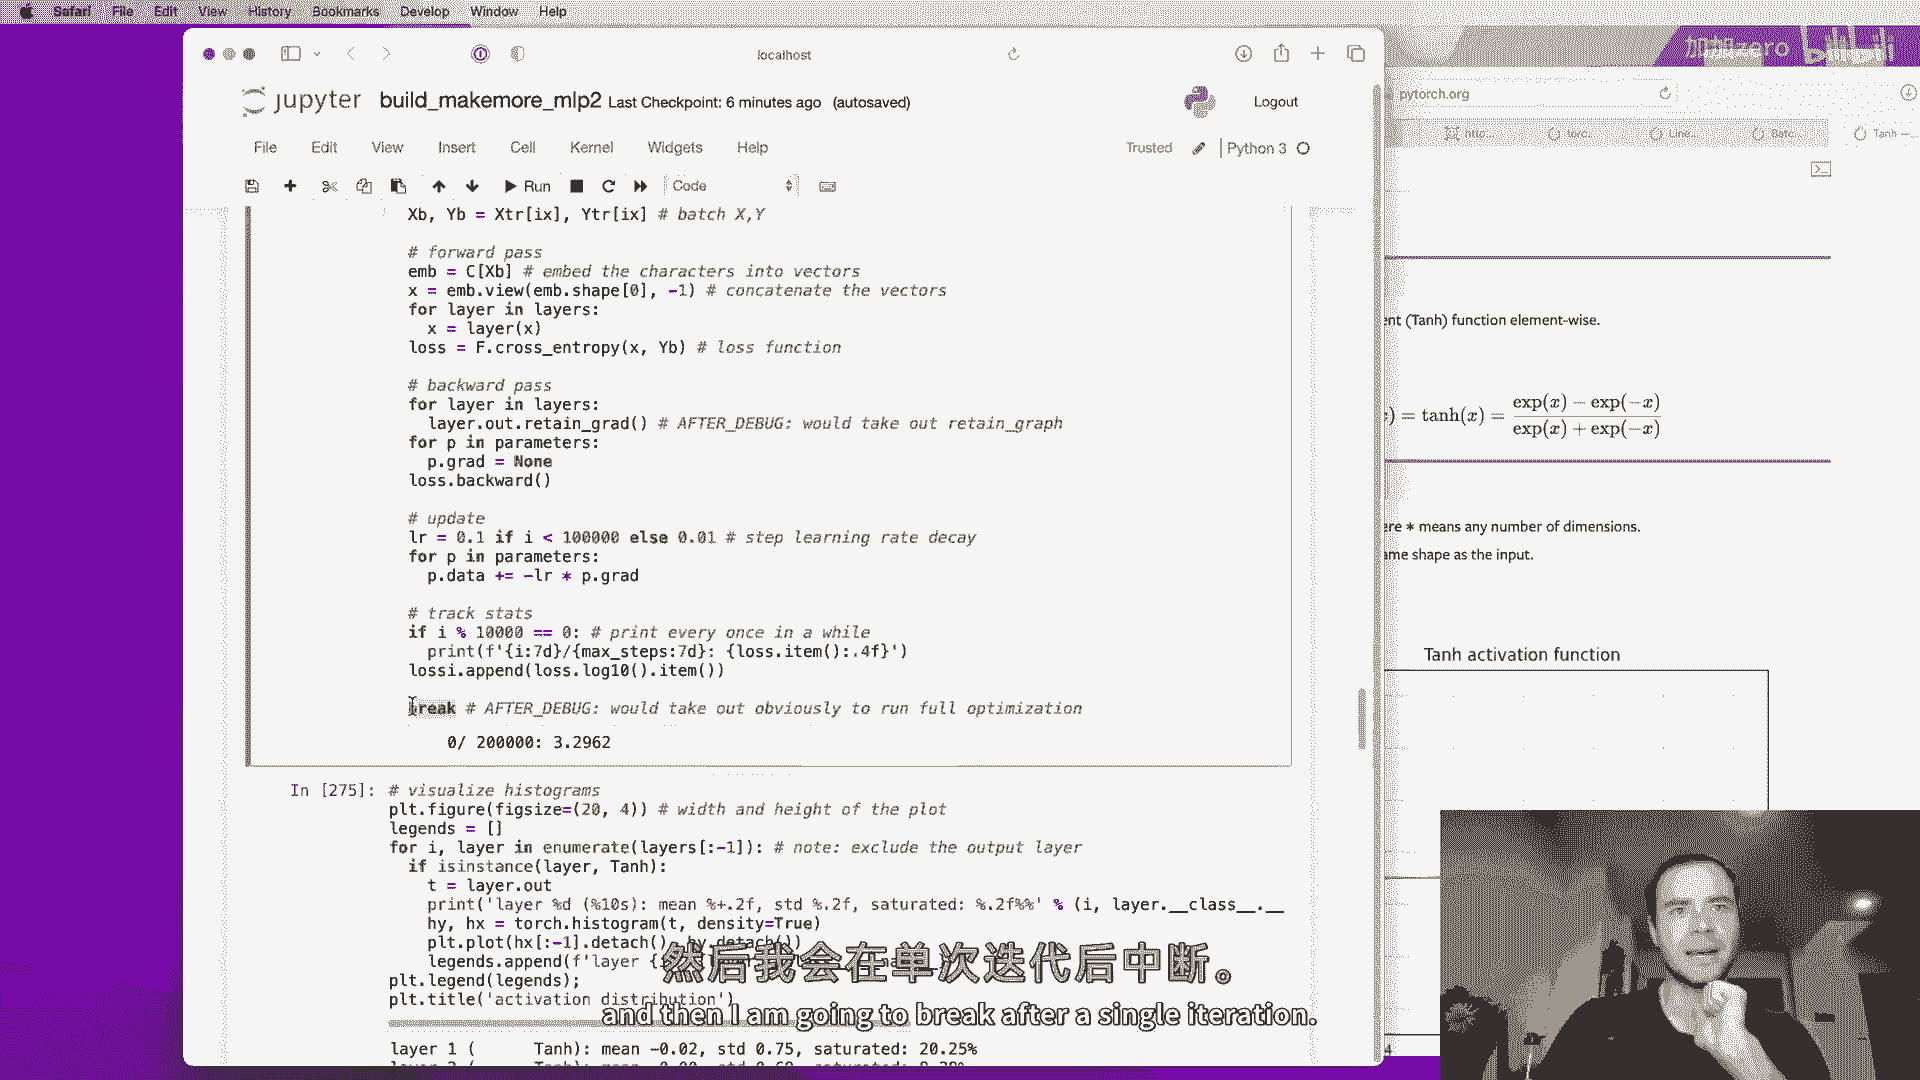 Safari File Edit View History Bookmarks Develop Window Help
localhost
jupyter build_makemore_mlp2 Last Checkpoint: 6 minutes ago (autosaved)
Logout
File Edit View Insert Cell Kernel Widgets Help
Trusted
Python 3
Run
Code
Xb, Yb = Xtr[ix], Ytr[ix] # batch X,Y
# forward pass
emb = C[Xb] # embed the characters into vectors
x = emb.view(emb.shape[0], -1) # concatenate the vectors
for layer in layers:
x = layer(x)
loss = F.cross_entropy(x, Yb) # loss function
# backward pass
for layer in layers:
layer.out.retain_grad() # AFTER_DEBUG: would take out retain_graph
for p in parameters:
p.grad = None
loss.backward()
# update
lr = 0.1 if i < 100000 else 0.01 # step learning rate decay
for p in parameters:
p.data += -lr * p.grad
# track stats
if i % 10000 == 0: # print every once in a while
print(f'{i:7d}/{max_steps:7d}: {loss.item():.4f}')
lossi.append(loss.log10().item())
break # AFTER_DEBUG: would take out obviously to run full optimization
0/ 200000: 3.2962
In [275]: # visualize histograms
plt.figure(figsize=(20, 4)) # width and height of the plot
legends = []
for i, layer in enumerate(layers[:-1]): # note: exclude the output layer
if isinstance(layer, Tanh):
t = layer.out
print('layer %d (%10s): mean %+.2f, std %.2f, saturated: %.2f%%' % (i, layer.__class__.__
hy, hx = torch.histogram(t, density=True)
plt.plot(hx[:-1].detach(), hy.detach())
legends.append(f'layer {
plt.legend(legends);
plt.title('activation distribution')
layer 1 ( Tanh): mean -0.02, std 0.75, saturated: 20.25%
zero bilibili
pytorch.org
http... torc... Line... Batc... Tanh —...
ent (Tanh) function element-wise.
) = tanh(x) = exp(x) − exp(−x) / exp(x) + exp(−x)
ere * means any number of dimensions.
ame shape as the input.
Tanh activation function
然后我会在单次迭代后中断。
and then I am going to break after a single iteration.